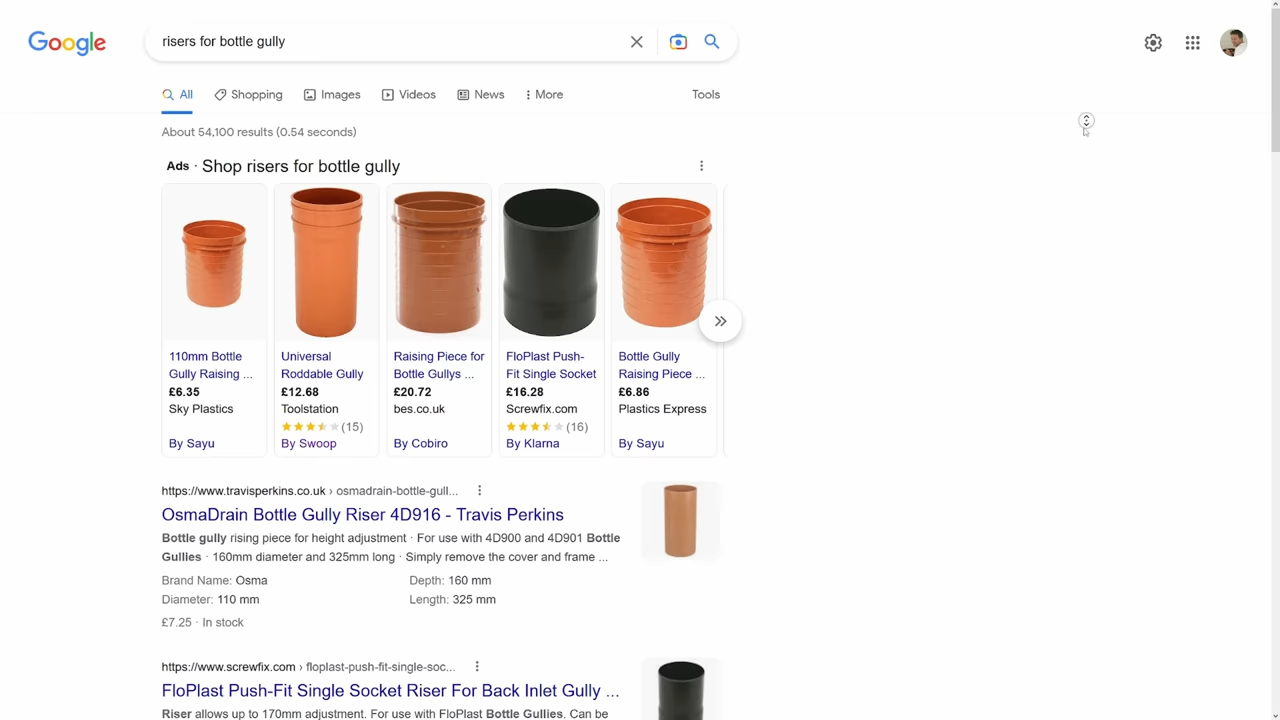 Google
risers for bottle gully
All
Shopping
Images
Videos
News
More
Tools
About 54,100 results (0.54 seconds)
Ads · Shop risers for bottle gully
110mm Bottle
Gully Raising ...
£6.35
Sky Plastics
By Sayu
Universal
Roddable Gully
£12.68
Toolstation
(15)
By Swoop
Raising Piece for
Bottle Gullys ...
£20.72
bes.co.uk
By Cobiro
FloPlast Push-
Fit Single Socket
£16.28
Screwfix.com
(16)
By Klarna
Bottle Gully
Raising Piece ...
£6.86
Plastics Express
By Sayu
https://www.travisperkins.co.uk › osmadrain-bottle-gull...
OsmaDrain Bottle Gully Riser 4D916 - Travis Perkins
Bottle gully rising piece for height adjustment · For use with 4D900 and 4D901 Bottle
Gullies · 160mm diameter and 325mm long · Simply remove the cover and frame ...
Brand Name: Osma
Depth: 160 mm
Diameter: 110 mm
Length: 325 mm
£7.25 · In stock
https://www.screwfix.com › floplast-push-fit-single-soc...
FloPlast Push-Fit Single Socket Riser For Back Inlet Gully ...
Riser allows up to 170mm adjustment. For use with FloPlast Bottle Gullies. Can be